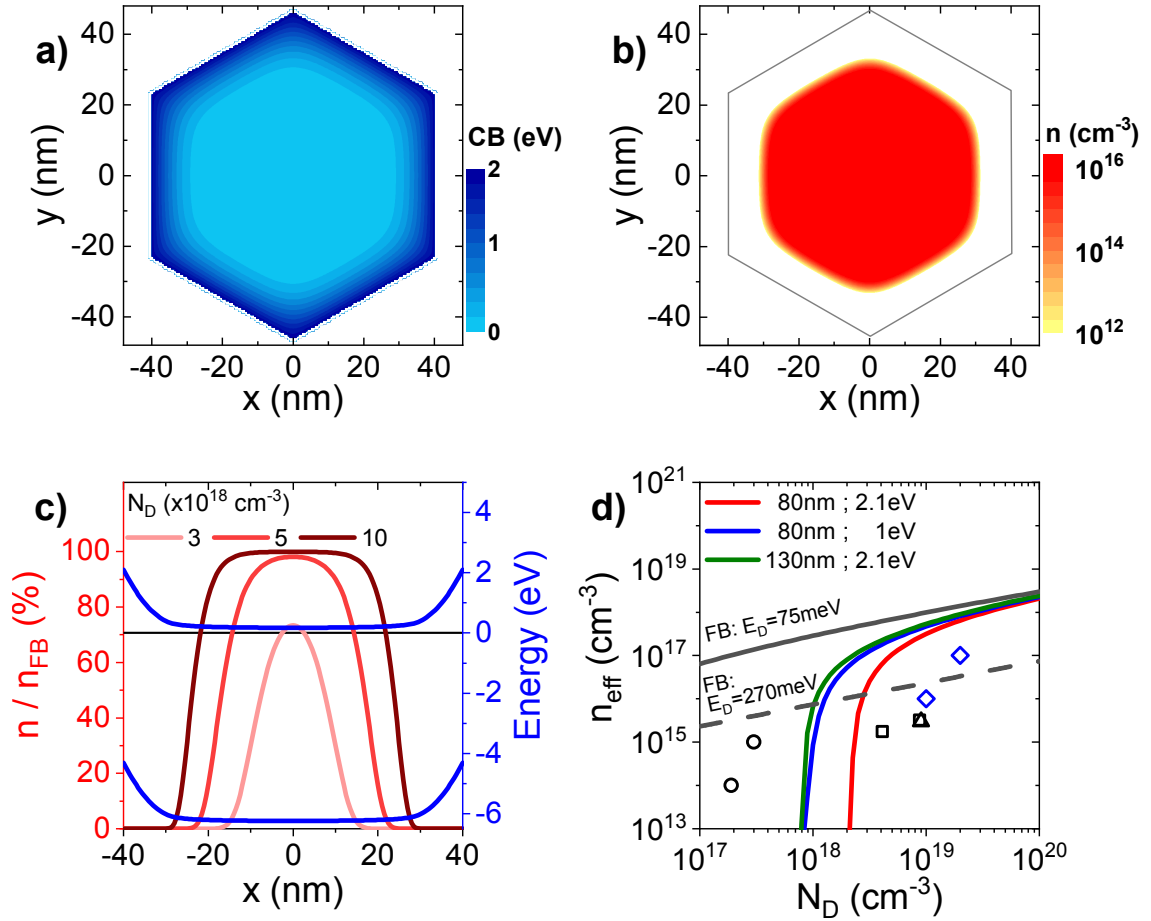 a)
40
20
0
-20
-40
y (nm)
-40 -20 0 20 40
x (nm)
CB (eV)
2
1
0
b)
40
20
0
-20
-40
y (nm)
-40 -20 0 20 40
x (nm)
n (cm⁻³)
10¹⁶
10¹⁴
10¹²
c)
N_D (x10¹⁸ cm⁻³)
3 5 10
100
80
60
40
20
0
n / n_FB (%)
4
2
0
-2
-4
-6
Energy (eV)
-40 -20 0 20 40
x (nm)
d)
80nm ; 2.1eV
80nm ; 1eV
130nm ; 2.1eV
FB: E_D=75meV
FB:
E_D=270meV
10²¹
10¹⁹
10¹⁷
10¹⁵
10¹³
n_eff (cm⁻³)
10¹⁷ 10¹⁸ 10¹⁹ 10²⁰
N_D (cm⁻³)